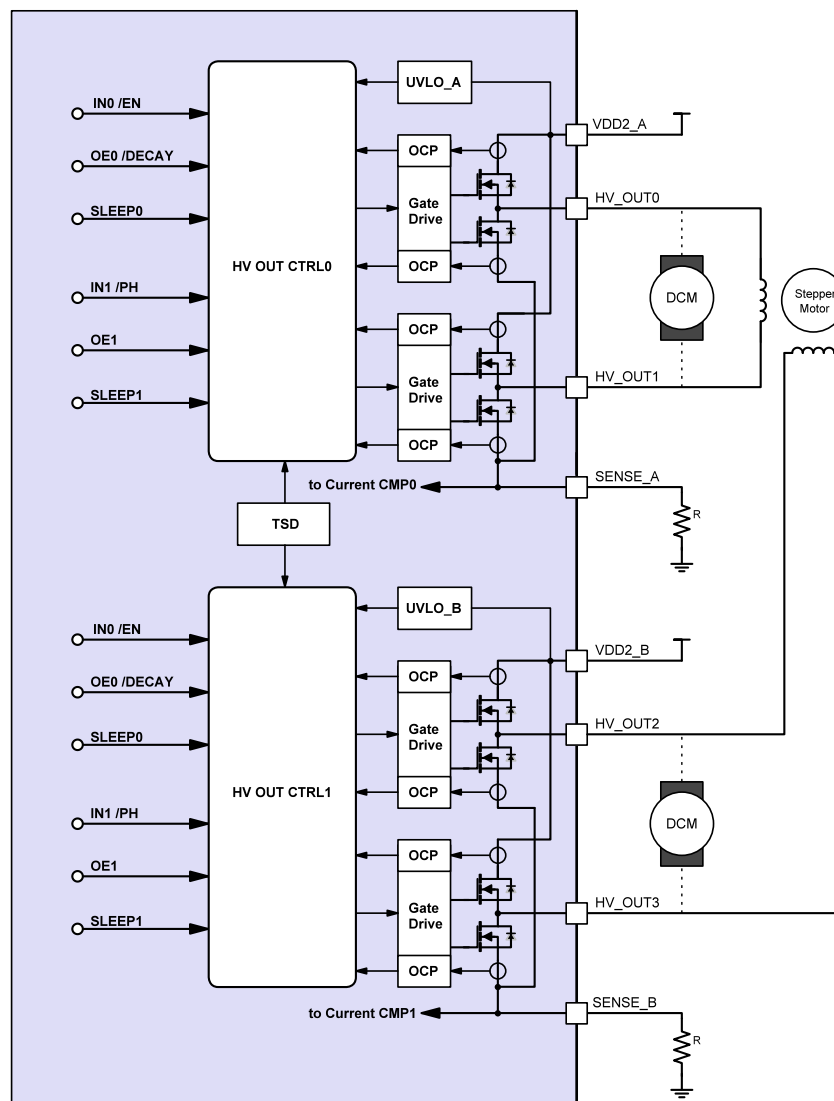 UVLO_A
IN0 /EN
VDD2_A
OCP
OE0 /DECAY
Gate
Drive
HV_OUT0
SLEEP0
HV OUT CTRL0
OCP
DCM
Stepper
Motor
IN1 /PH
OCP
OE1
Gate
Drive
HV_OUT1
SLEEP1
OCP
to Current CMP0
SENSE_A
R
TSD
UVLO_B
IN0 /EN
VDD2_B
OCP
OE0 /DECAY
Gate
Drive
HV_OUT2
SLEEP0
HV OUT CTRL1
OCP
IN1 /PH
DCM
OCP
OE1
Gate
Drive
HV_OUT3
SLEEP1
OCP
to Current CMP1
SENSE_B
R